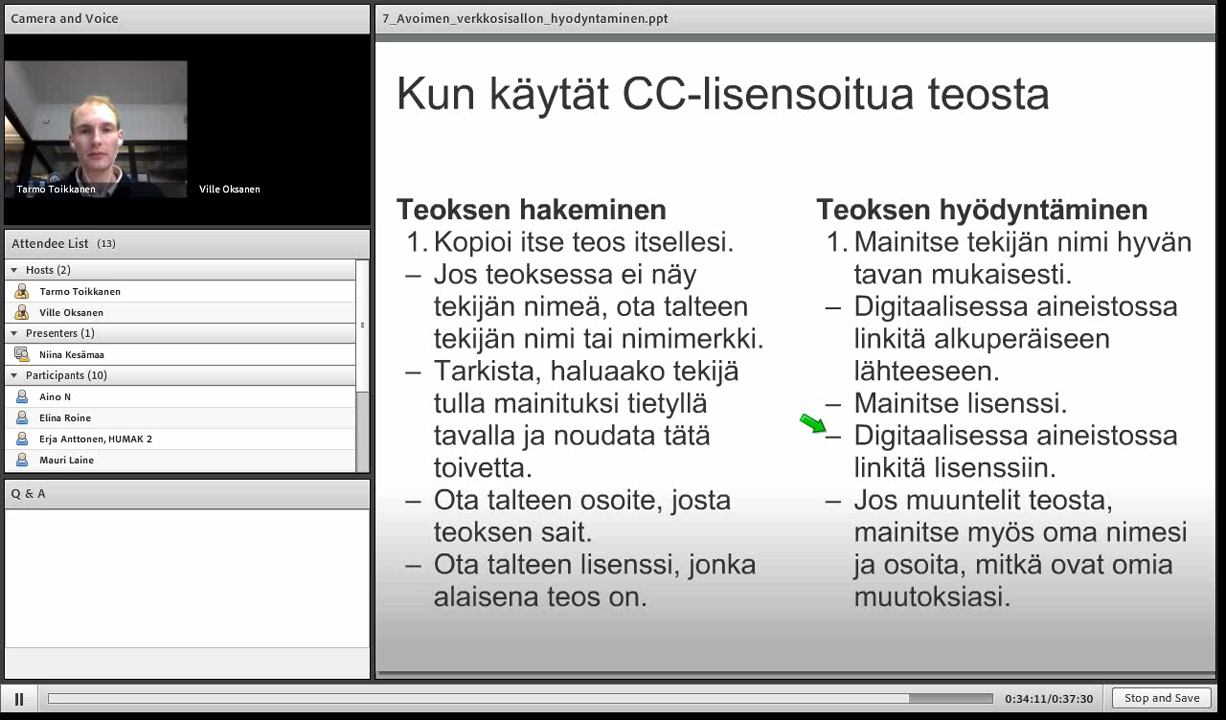 Camera and Voice
Tarmo Toikkanen
Ville Oksanen
Attendee List (13)
Hosts (2)
Tarmo Toikkanen
Ville Oksanen
Presenters (1)
Niina Kesämaa
Participants (10)
Aino N
Elina Roine
Erja Anttonen, HUMAK 2
Mauri Laine
Q & A
7_Avoimen_verkkosisallon_hyodyntaminen.ppt
Kun käytät CC-lisensoitua teosta
Teoksen hakeminen
1. Kopioi itse teos itsellesi.
– Jos teoksessa ei näy
tekijän nimeä, ota talteen
tekijän nimi tai nimimerkki.
– Tarkista, haluaako tekijä
tulla mainituksi tietyllä
tavalla ja noudata tätä
toivetta.
– Ota talteen osoite, josta
teoksen sait.
– Ota talteen lisenssi, jonka
alaisena teos on.
Teoksen hyödyntäminen
1. Mainitse tekijän nimi hyvän
tavan mukaisesti.
– Digitaalisessa aineistossa
linkitä alkuperäiseen
lähteeseen.
– Mainitse lisenssi.
– Digitaalisessa aineistossa
linkitä lisenssiin.
– Jos muuntelit teosta,
mainitse myös oma nimesi
ja osoita, mitkä ovat omia
muutoksiasi.
0:34:11/0:37:30
Stop and Save